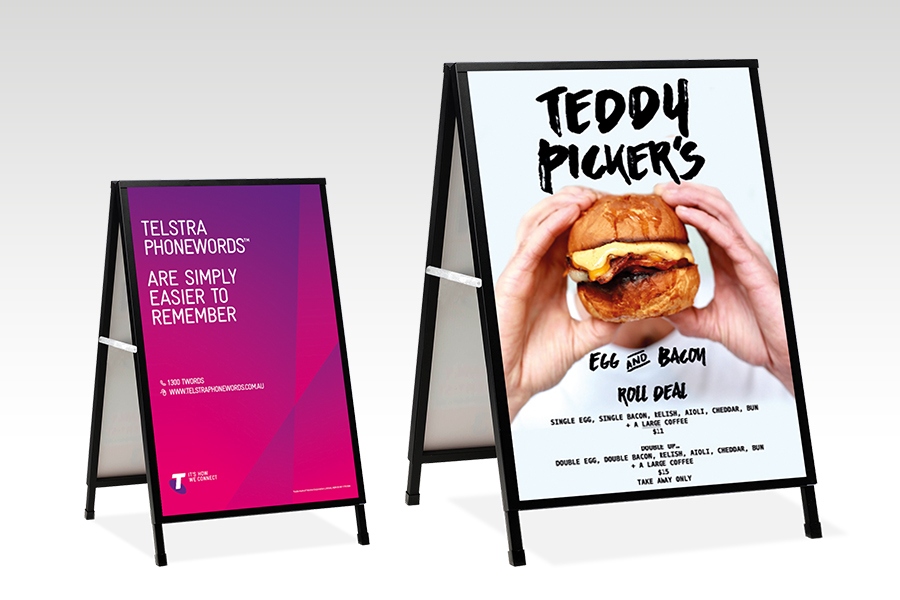 TELSTRA
PHONEWORDS™
ARE SIMPLY
EASIER TO
REMEMBER
1300 TWORDS
WWW.TELSTRAPHONEWORDS.COM.AU
T IT'S HOW
WE CONNECT
TEDDY
PICKER'S
EGG AND BACON
ROLL DEAL
SINGLE EGG, SINGLE BACON, RELISH, AIOLI, CHEDDAR, BUN
+ A LARGE COFFEE
$11
DOUBLE UP…
DOUBLE EGG, DOUBLE BACON, RELISH, AIOLI, CHEDDAR, BUN
+ A LARGE COFFEE
$15
TAKE AWAY ONLY